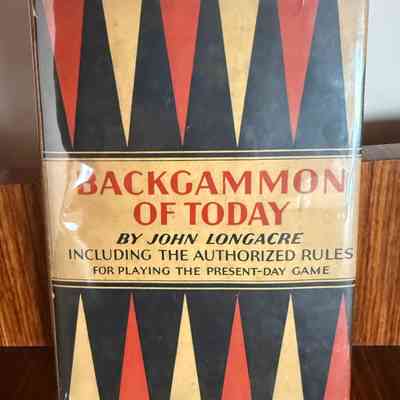 BACKGAMMON
OF TODAY
BY JOHN LONGACRE
INCLUDING THE AUTHORIZED RULES
FOR PLAYING THE PRESENT-DAY GAME